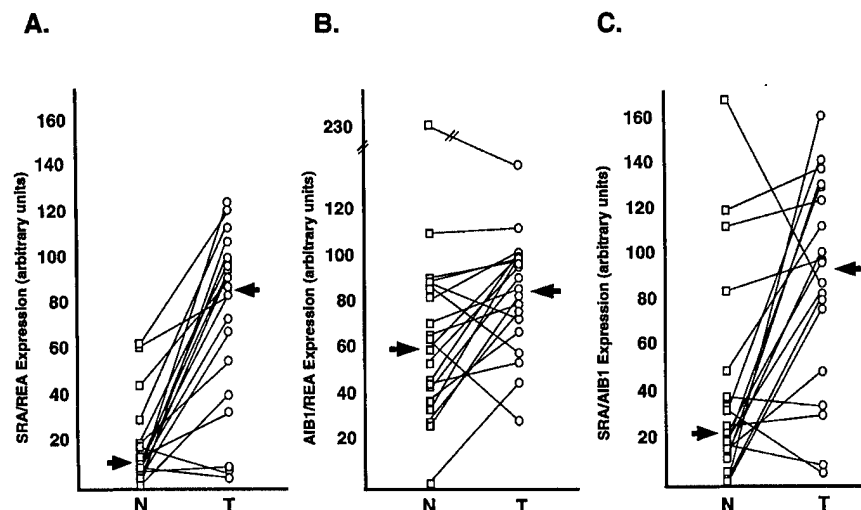 A.
SRA/REA Expression (arbitrary units)
160
140
120
100
80
60
40
20
N
T
B.
AIB1/REA Expression (arbitrary units)
230
120
100
80
60
40
20
N
T
C.
SRA/AIB1 Expression (arbitrary units)
160
140
120
100
80
60
40
20
N
T